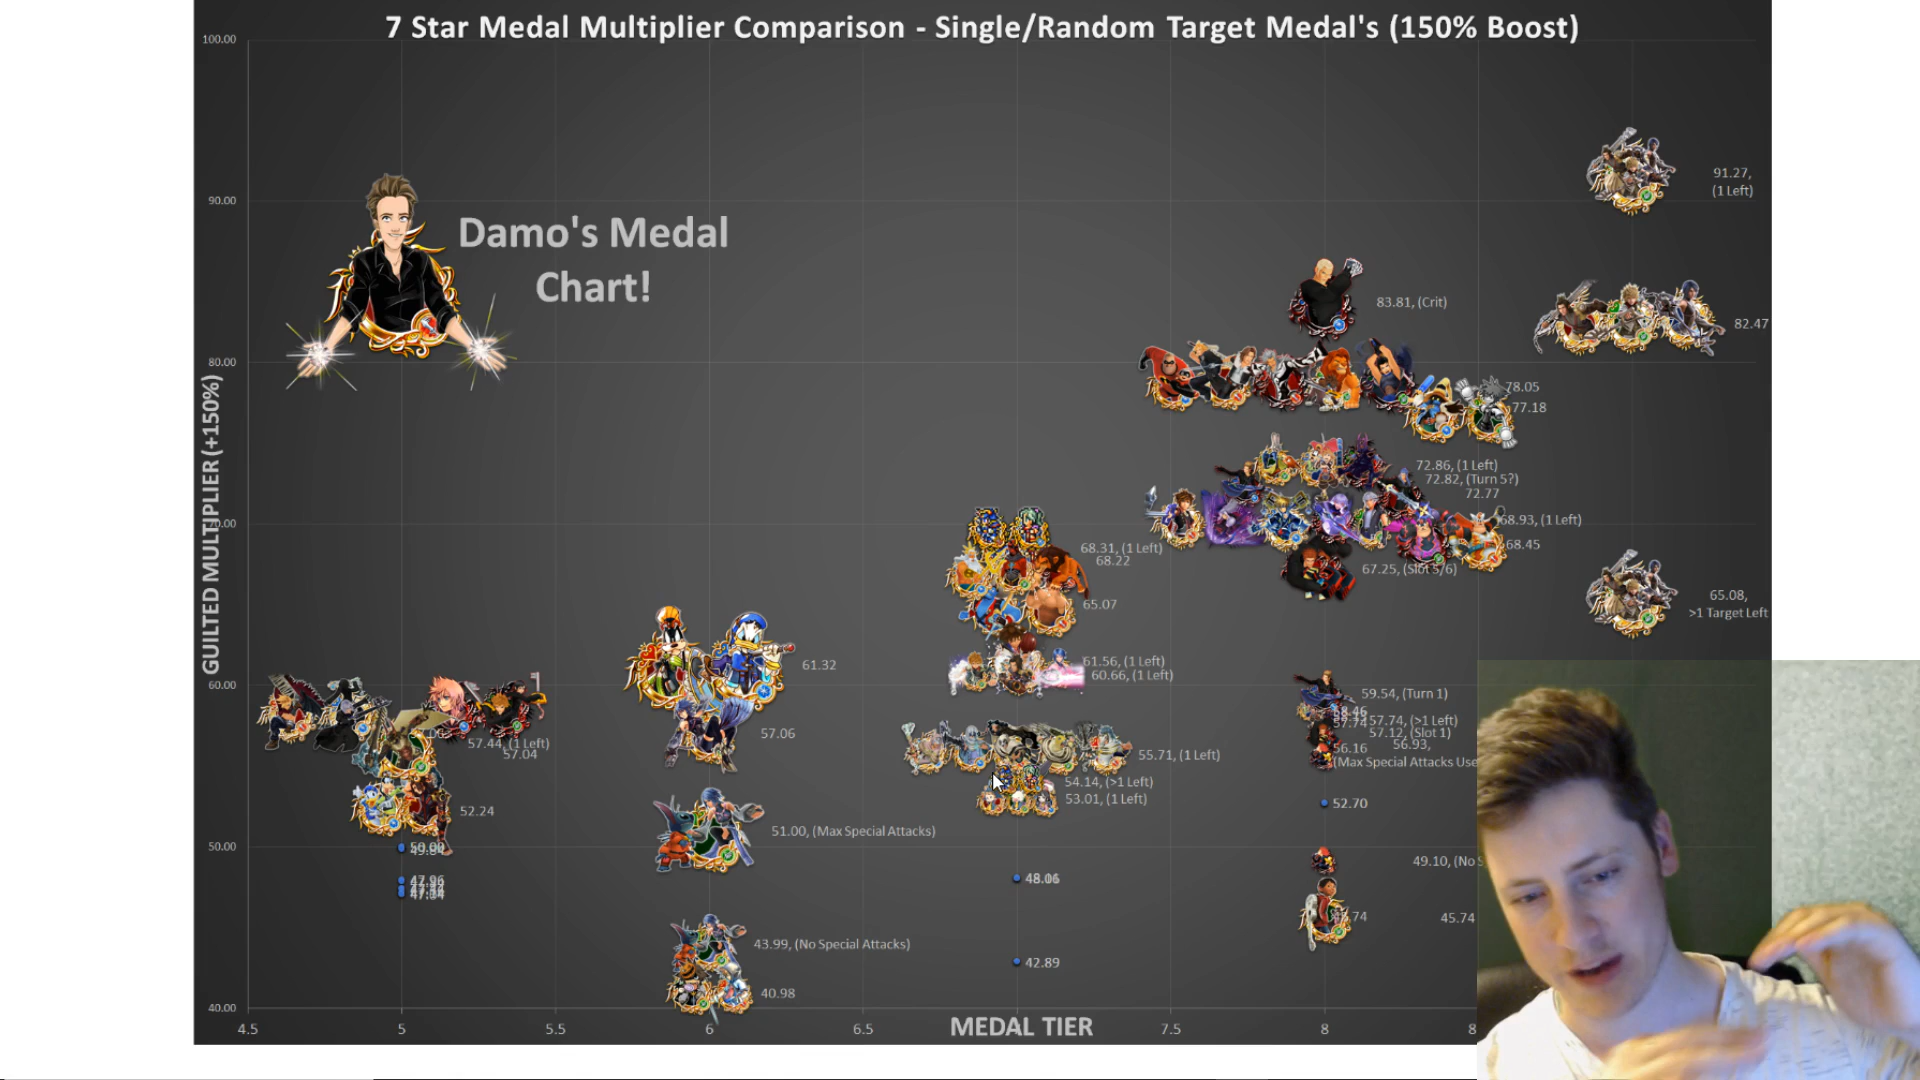 7 Star Medal Multiplier Comparison - Single/Random Target Medal's (150% Boost)
100.00
91.27,
(1 Left)
90.00
Damo's Medal
Chart!
83.81, (Crit)
82.47
80.00
78.05
77.18
72.86, (1 Left)
72.82, (Turn 5?)
72.77
70.00
68.93, (1 Left)
68.45
68.31, (1 Left)
68.22
67.25, (Slot 5/6)
65.08,
>1 Target Left
65.07
61.56, (1 Left)
61.32
60.66, (1 Left)
60.00
59.54, (Turn 1)
58.46
57.74, (>1 Left)
57.12, (Slot 1)
57.06
57.44, (1 Left)
57.04
56.93,
56.16
(Max Special Attacks Use
55.71, (1 Left)
54.14, (>1 Left)
53.01, (1 Left)
52.70
52.24
51.00, (Max Special Attacks)
50.00
49.10, (No S
48.06
47.96
45.74
43.99, (No Special Attacks)
42.89
40.98
40.00
4.5
5
5.5
6
6.5
7.5
8
8
MEDAL TIER
GUILTED MULTIPLIER (+150%)